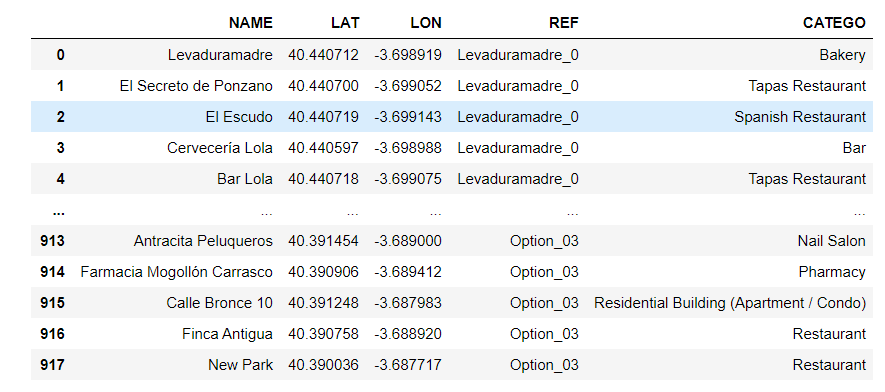 NAME LAT LON REF CATEGO
0 Levaduramadre 40.440712 -3.698919 Levaduramadre_0 Bakery
1 El Secreto de Ponzano 40.440700 -3.699052 Levaduramadre_0 Tapas Restaurant
2 El Escudo 40.440719 -3.699143 Levaduramadre_0 Spanish Restaurant
3 Cervecería Lola 40.440597 -3.698988 Levaduramadre_0 Bar
4 Bar Lola 40.440718 -3.699075 Levaduramadre_0 Tapas Restaurant
... ... ... ... ... ...
913 Antracita Peluqueros 40.391454 -3.689000 Option_03 Nail Salon
914 Farmacia Mogollón Carrasco 40.390906 -3.689412 Option_03 Pharmacy
915 Calle Bronce 10 40.391248 -3.687983 Option_03 Residential Building (Apartment / Condo)
916 Finca Antigua 40.390758 -3.688920 Option_03 Restaurant
917 New Park 40.390036 -3.687717 Option_03 Restaurant